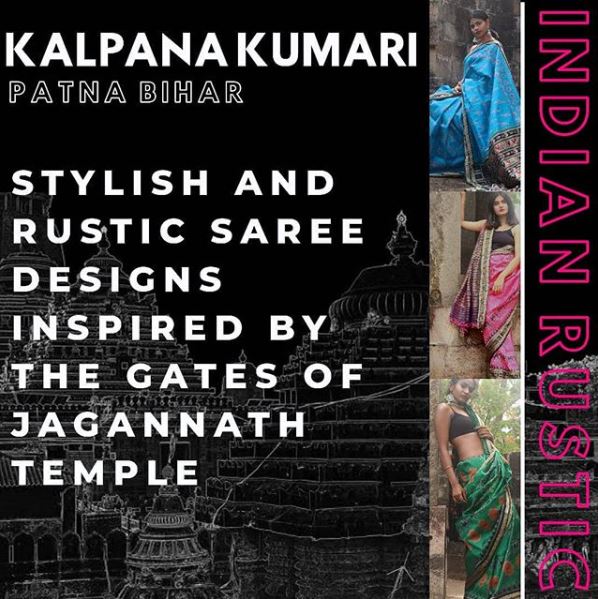 KALPANA KUMARI
PATNA BIHAR
STYLISH AND
RUSTIC SAREE
DESIGNS
INSPIRED BY
THE GATES OF
JAGANNATH
TEMPLE
INDIAN RUSTIC